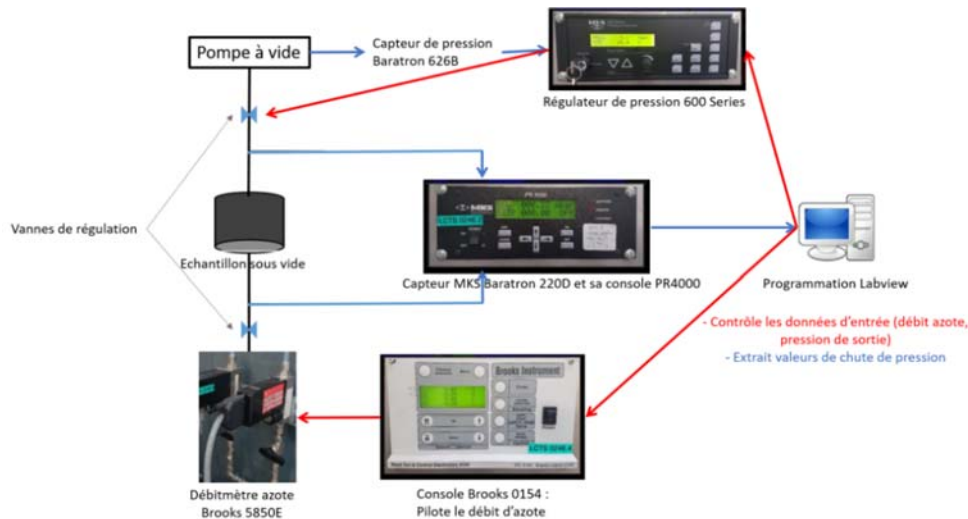 Pompe à vide
Capteur de pression
Baratron 626B
Régulateur de pression 600 Series
Vannes de régulation
Echantillon sous vide
MKS
Capteur MKS Baratron 220D et sa console PR4000
Programmation Labview
- Contrôle les données d'entrée (débit azote,
pression de sortie)
- Extrait valeurs de chute de pression
Brooks Instrument
Débitmètre azote
Brooks 5850E
Console Brooks 0154 :
Pilote le débit d'azote